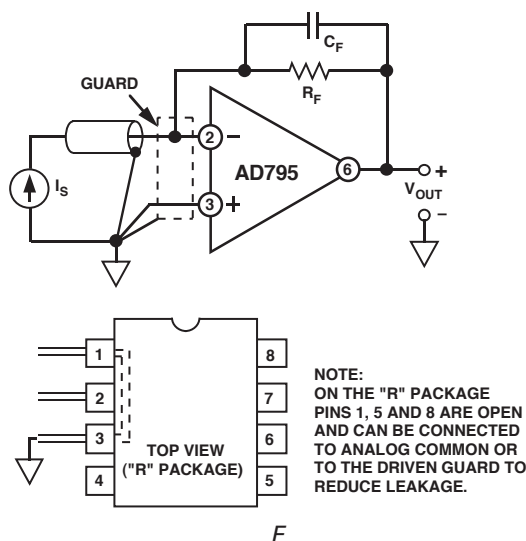 C_F
R_F
GUARD
2
−
AD795
6
+
V_OUT
−
I_S
3
+
1
8
2
7
3
6
4
5
TOP VIEW
("R" PACKAGE)
NOTE:
ON THE "R" PACKAGE
PINS 1, 5 AND 8 ARE OPEN
AND CAN BE CONNECTED
TO ANALOG COMMON OR
TO THE DRIVEN GUARD TO
REDUCE LEAKAGE.
F